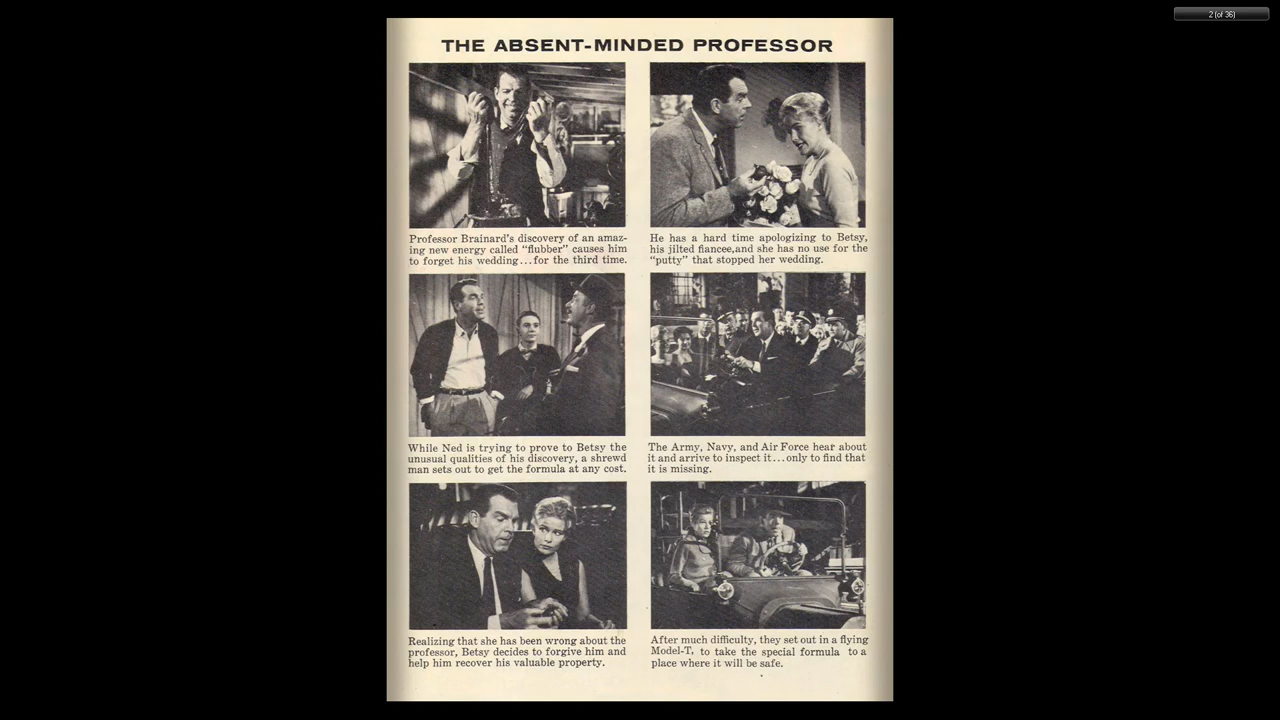 2 (of 36)
THE ABSENT-MINDED PROFESSOR
Professor Brainard's discovery of an amaz-
ing new energy called "flubber" causes him
to forget his wedding...for the third time.
He has a hard time apologizing to Betsy,
his jilted fiancee,and she has no use for the
"putty" that stopped her wedding.
While Ned is trying to prove to Betsy the
unusual qualities of his discovery, a shrewd
man sets out to get the formula at any cost.
The Army, Navy, and Air Force hear about
it and arrive to inspect it...only to find that
it is missing.
Realizing that she has been wrong about the
professor, Betsy decides to forgive him and
help him recover his valuable property.
After much difficulty, they set out in a flying
Model-T, to take the special formula to a
place where it will be safe.